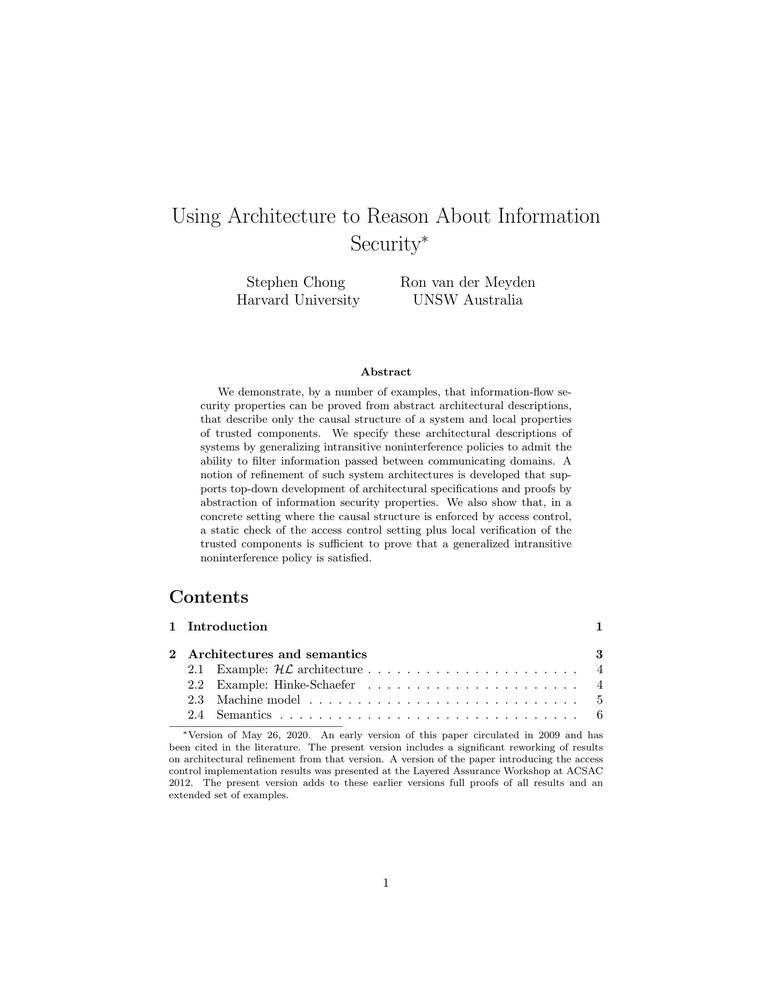 Using Architecture to Reason About Information
Security*
Stephen Chong Ron van der Meyden
Harvard University UNSW Australia
Abstract
We demonstrate, by a number of examples, that information-flow se-
curity properties can be proved from abstract architectural descriptions,
that describe only the causal structure of a system and local properties
of trusted components. We specify these architectural descriptions of
systems by generalizing intransitive noninterference policies to admit the
ability to filter information passed between communicating domains. A
notion of refinement of such system architectures is developed that sup-
ports top-down development of architectural specifications and proofs by
abstraction of information security properties. We also show that, in a
concrete setting where the causal structure is enforced by access control,
a static check of the access control setting plus local verification of the
trusted components is sufficient to prove that a generalized intransitive
noninterference policy is satisfied.
Contents
1 Introduction 1
2 Architectures and semantics 3
2.1 Example: ℋℒ architecture . . . . . . . . . . . . . . . . . . . . . . . 4
2.2 Example: Hinke-Schaefer . . . . . . . . . . . . . . . . . . . . . . . 4
2.3 Machine model . . . . . . . . . . . . . . . . . . . . . . . . . . . . 5
2.4 Semantics . . . . . . . . . . . . . . . . . . . . . . . . . . . . . . . 6
*Version of May 26, 2020. An early version of this paper circulated in 2009 and has
been cited in the literature. The present version includes a significant reworking of results
on architectural refinement from that version. A version of the paper introducing the access
control implementation results was presented at the Layered Assurance Workshop at ACSAC
2012. The present version adds to these earlier versions full proofs of all results and an
extended set of examples.
1